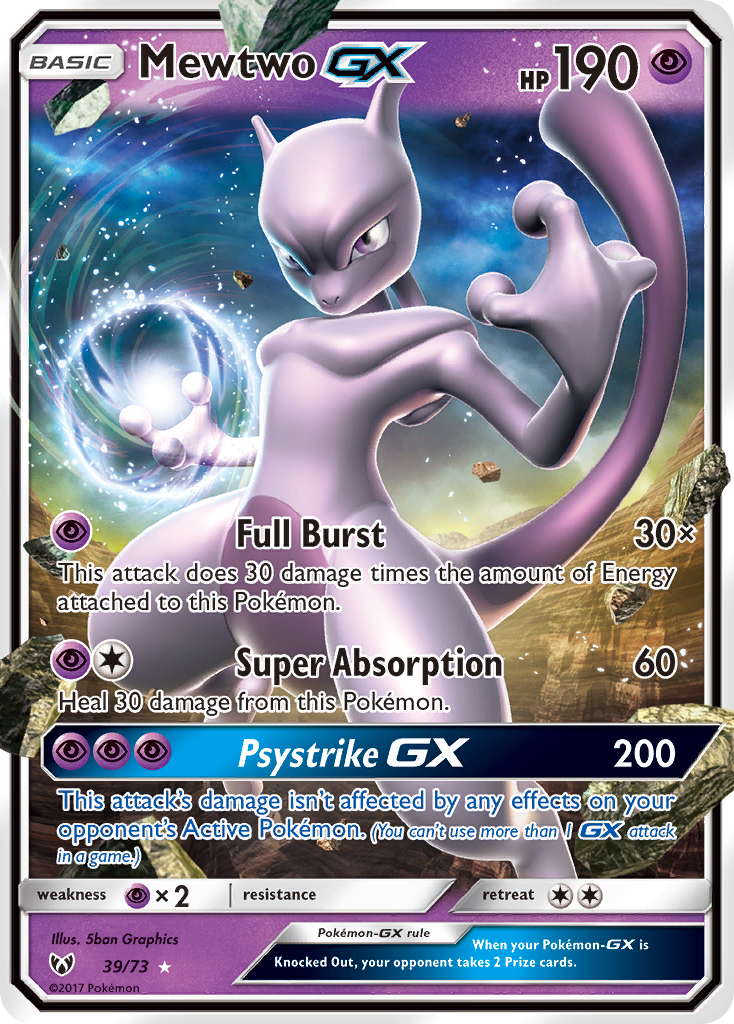 BASIC Mewtwo GX HP 190
Full Burst 30×
This attack does 30 damage times the amount of Energy
attached to this Pokémon.
Super Absorption 60
Heal 30 damage from this Pokémon.
Psystrike GX 200
This attack's damage isn't affected by any effects on your
opponent's Active Pokémon. (You can't use more than 1 GX attack
in a game.)
weakness ×2 resistance retreat
Illus. 5ban Graphics
39/73
©2017 Pokémon
Pokémon-GX rule
When your Pokémon-GX is
Knocked Out, your opponent takes 2 Prize cards.